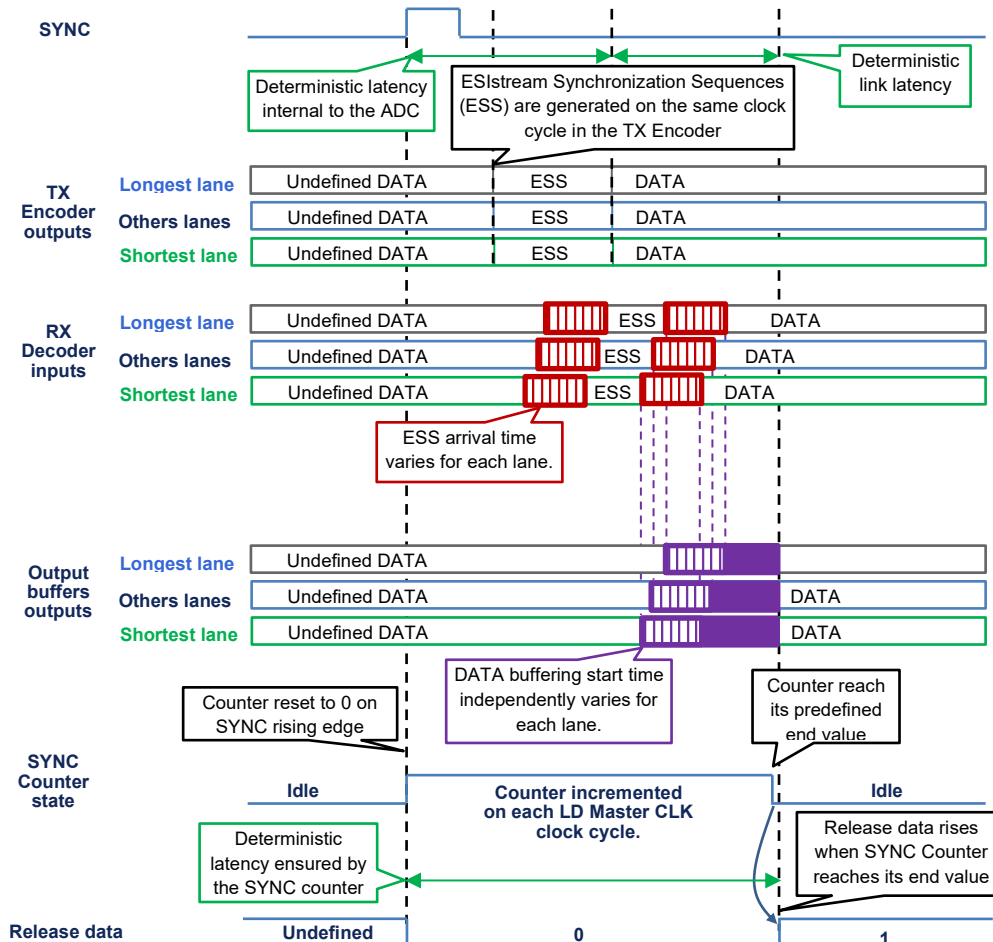 SYNC
Deterministic latency
internal to the ADC
ESIstream Synchronization Sequences
(ESS) are generated on the same clock
cycle in the TX Encoder
Deterministic
link latency
TX
Encoder
outputs
Longest lane
Undefined DATA
ESS
DATA
Others lanes
Undefined DATA
ESS
DATA
Shortest lane
Undefined DATA
ESS
DATA
RX
Decoder
inputs
Longest lane
Undefined DATA
ESS
DATA
Others lanes
Undefined DATA
ESS
DATA
Shortest lane
Undefined DATA
ESS
DATA
ESS arrival time
varies for each lane.
Output
buffers
outputs
Longest lane
Undefined DATA
Others lanes
Undefined DATA
DATA
Shortest lane
Undefined DATA
DATA
DATA buffering start time
independently varies for
each lane.
Counter reset to 0 on
SYNC rising edge
Counter reach
its predefined
end value
SYNC
Counter
state
Idle
Counter incremented
on each LD Master CLK
clock cycle.
Idle
Deterministic
latency ensured by
the SYNC counter
Release data rises
when SYNC Counter
reaches its end value
Release data
Undefined
0
1